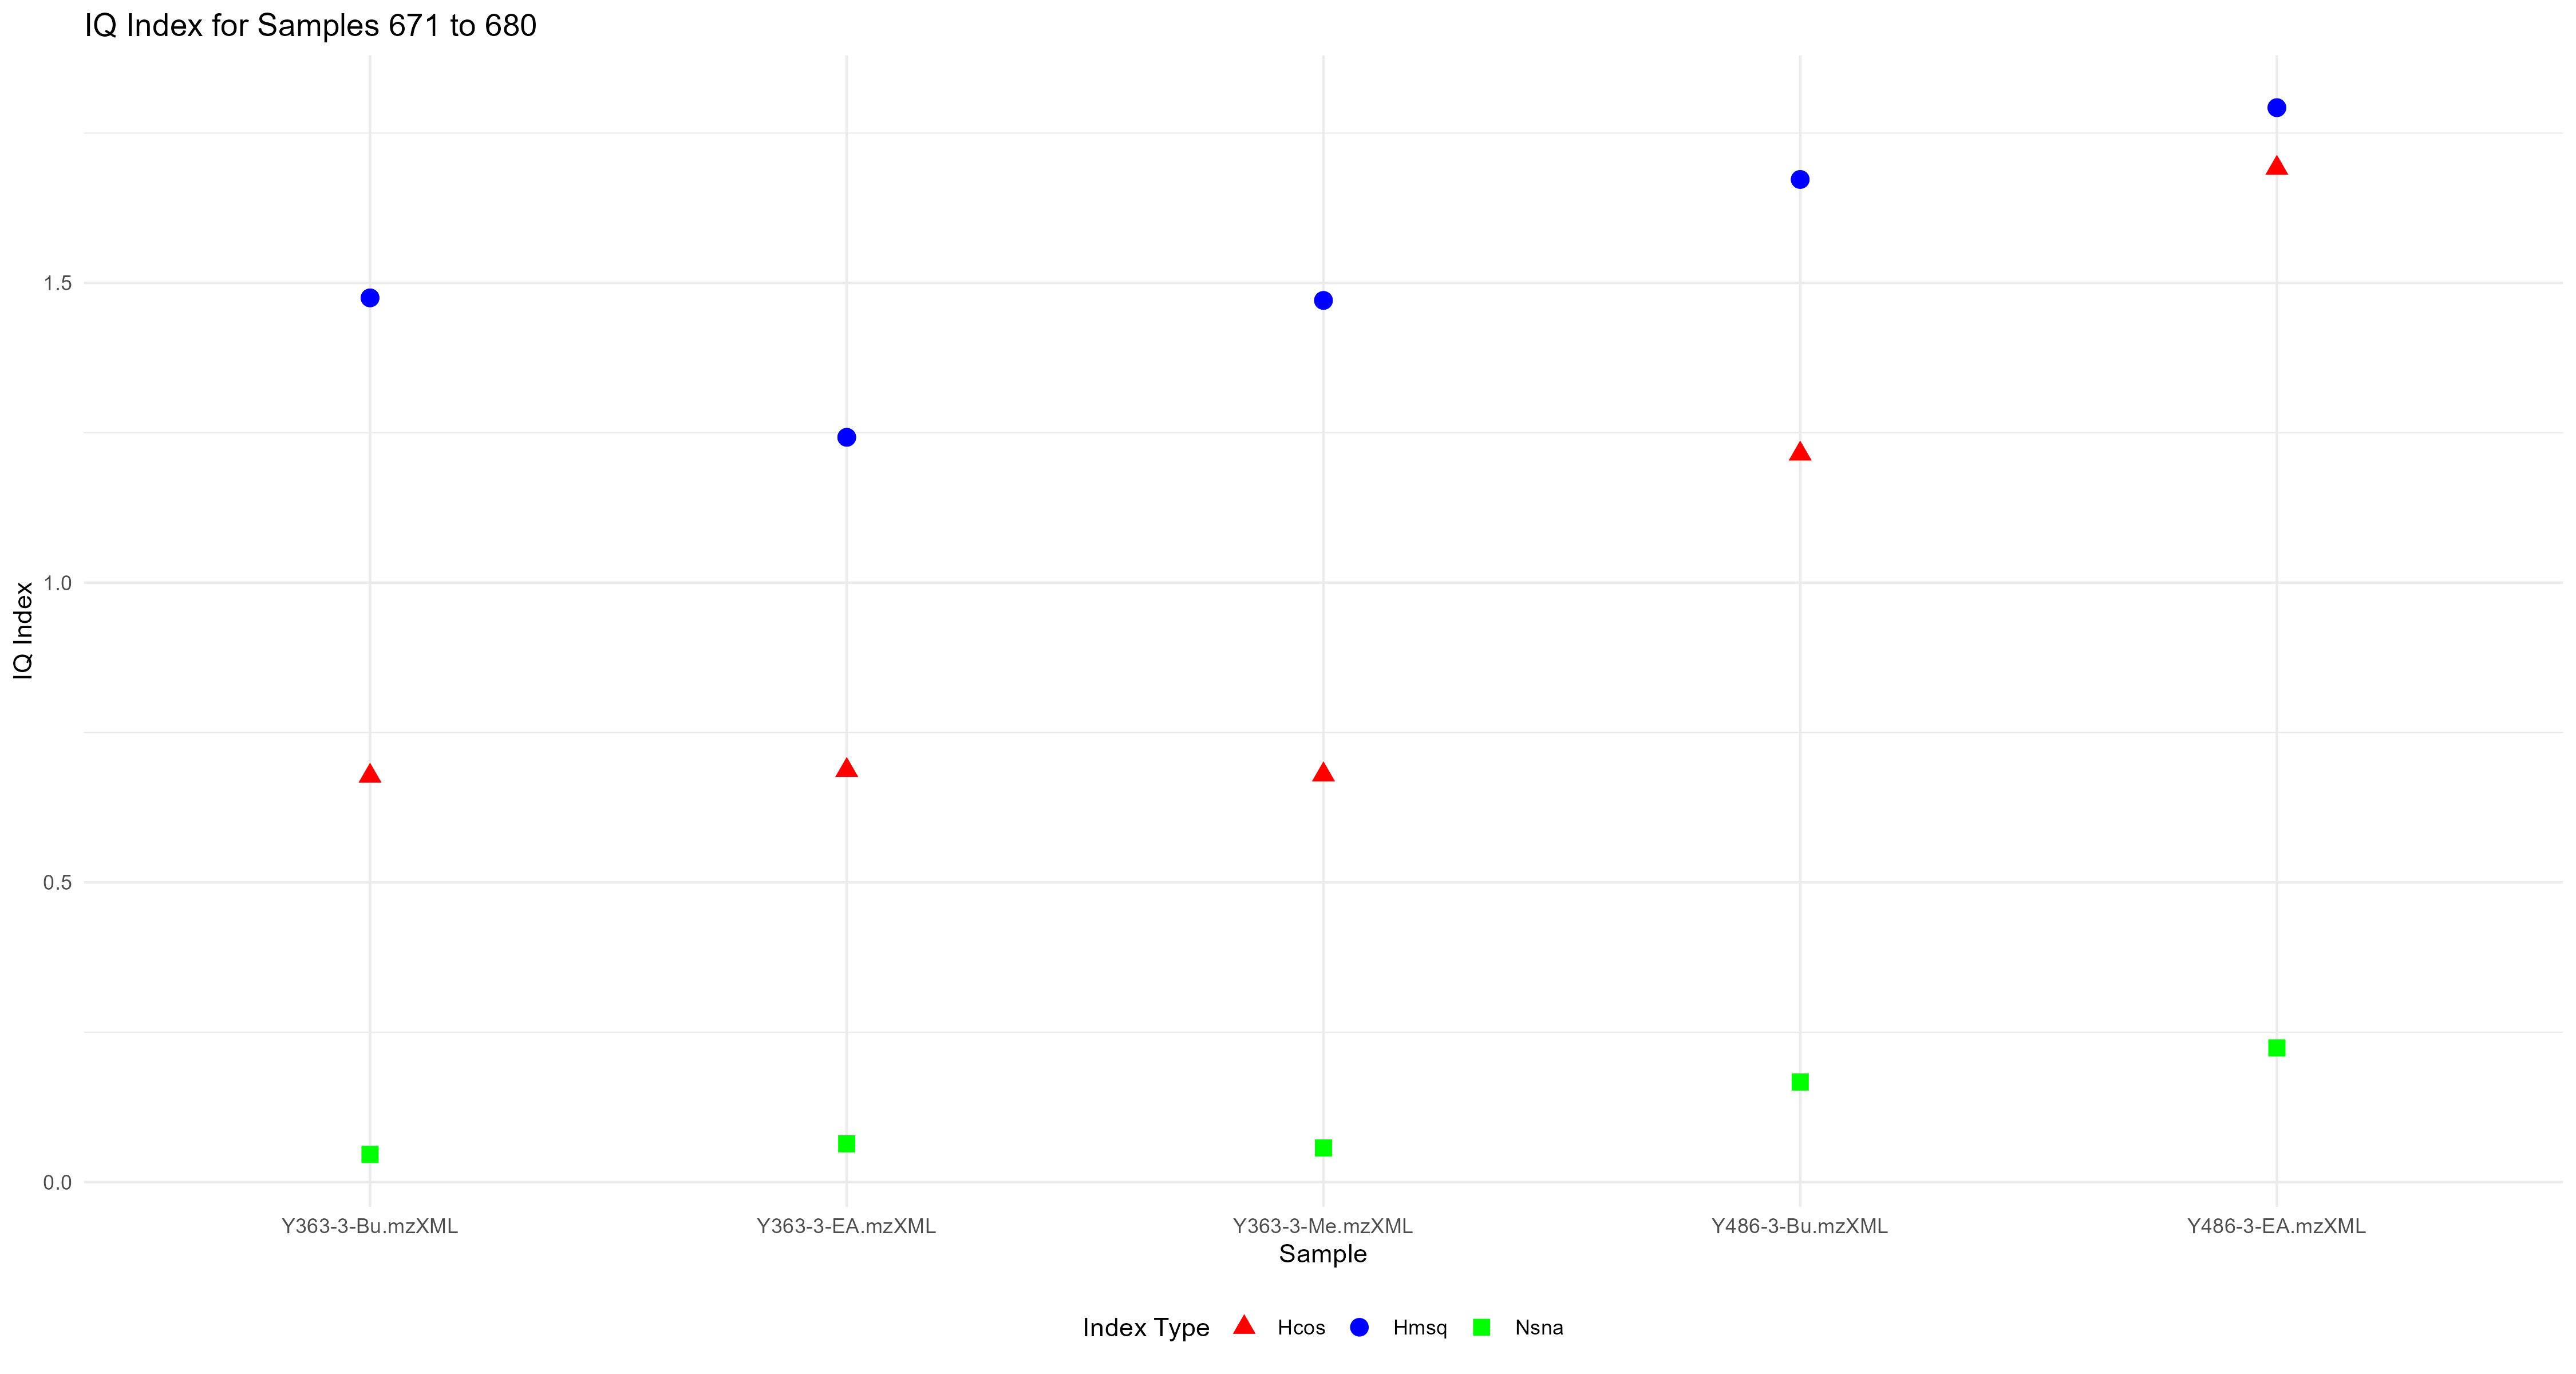 IQ Index for Samples 671 to 680
IQ Index
1.5
1.0
0.5
0.0
Y363-3-Bu.mzXML Y363-3-EA.mzXML Y363-3-Me.mzXML Y486-3-Bu.mzXML Y486-3-EA.mzXML
Sample
Index Type Hcos Hmsq Nsna